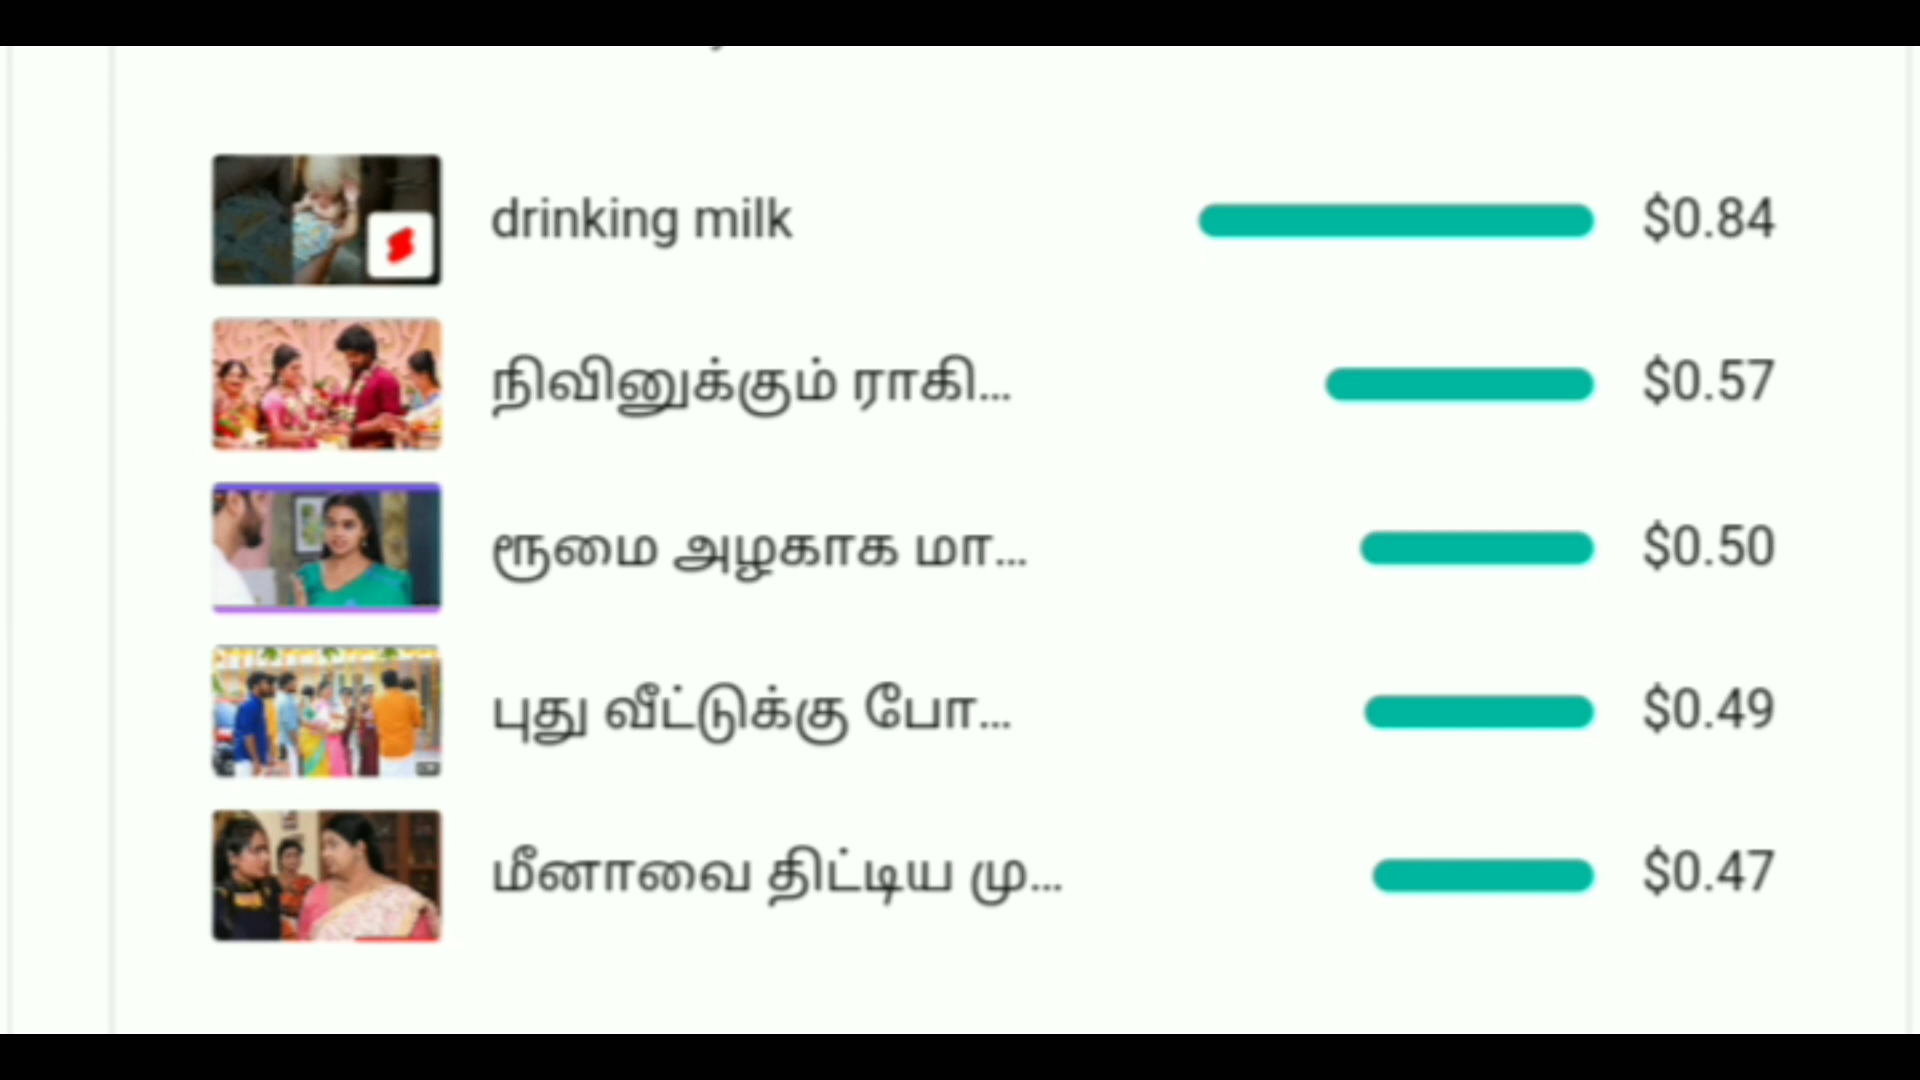 drinking milk
$0.84
நிவினுக்கும் ராகி...
$0.57
ரூமை அழகாக மா...
$0.50
புது வீட்டுக்கு போ...
$0.49
மீனாவை திட்டிய மு...
$0.47